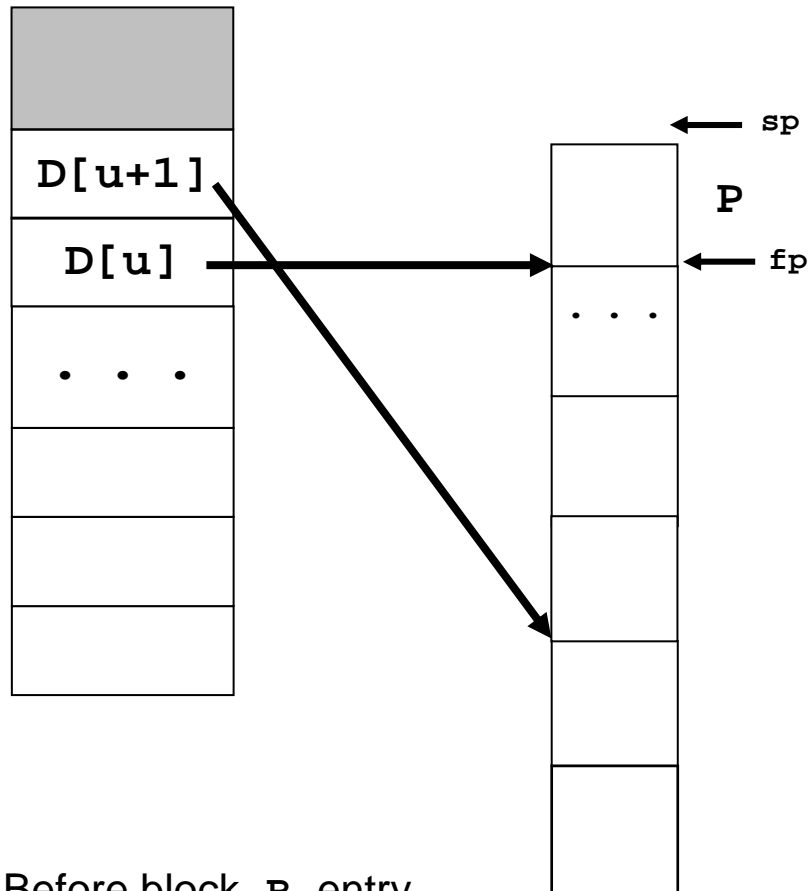 sp
D[u+1]
P
D[u]
fp
. . .
. . .
Before block entry